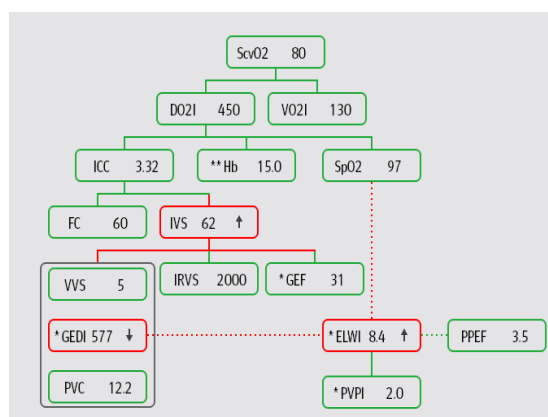 ScvO2 80
DO2I 450 VO2I 130
ICC 3.32 **Hb 15.0 SpO2 97
FC 60 IVS 62 ↑
VVS 5 IRVS 2000 *GEF 31
*GEDI 577 ↓ *ELWI 8.4 ↑ PPEF 3.5
PVC 12.2 *PVPI 2.0